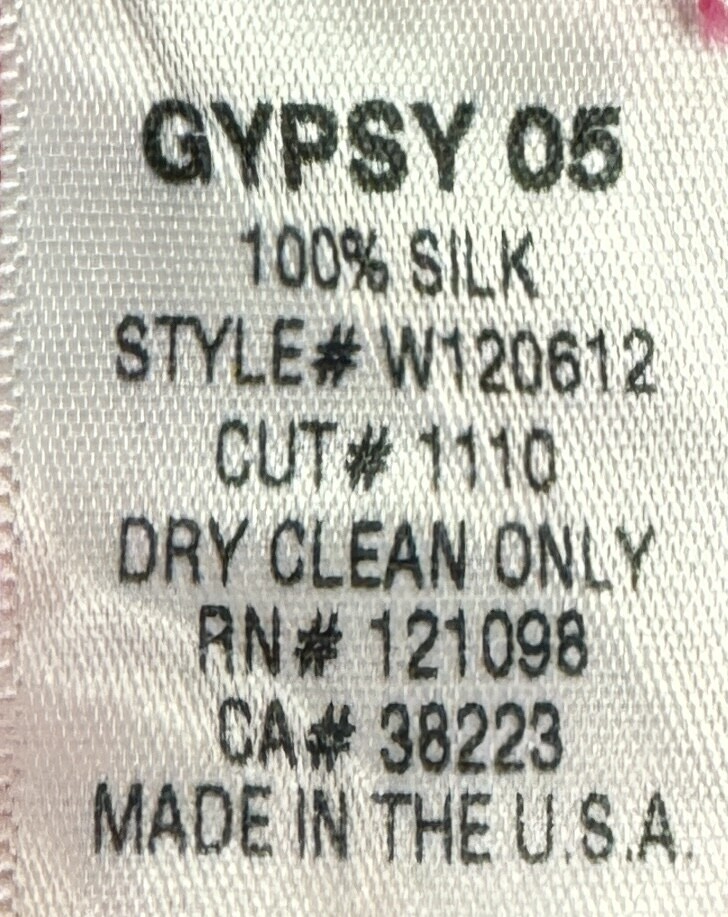 GYPSY 05
100% SILK
STYLE# W120612
CUT# 1110
DRY CLEAN ONLY
RN# 121098
CA# 38223
MADE IN THE U.S.A.